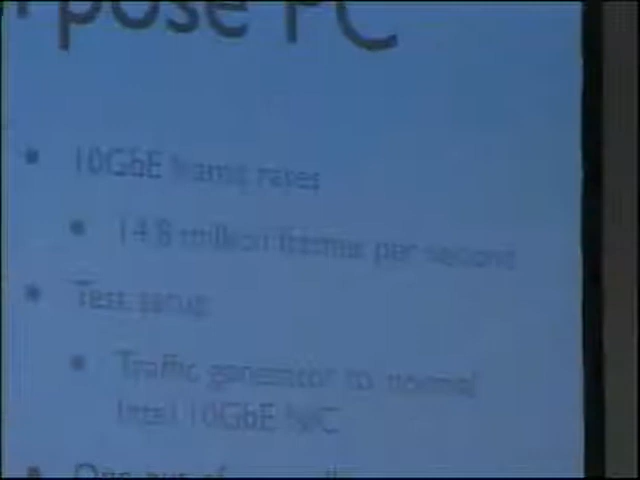 rpose PC
10GbE frame rates
14.8 million frames per second
Test setup
Traffic generator to normal
Intel 10GbE NIC